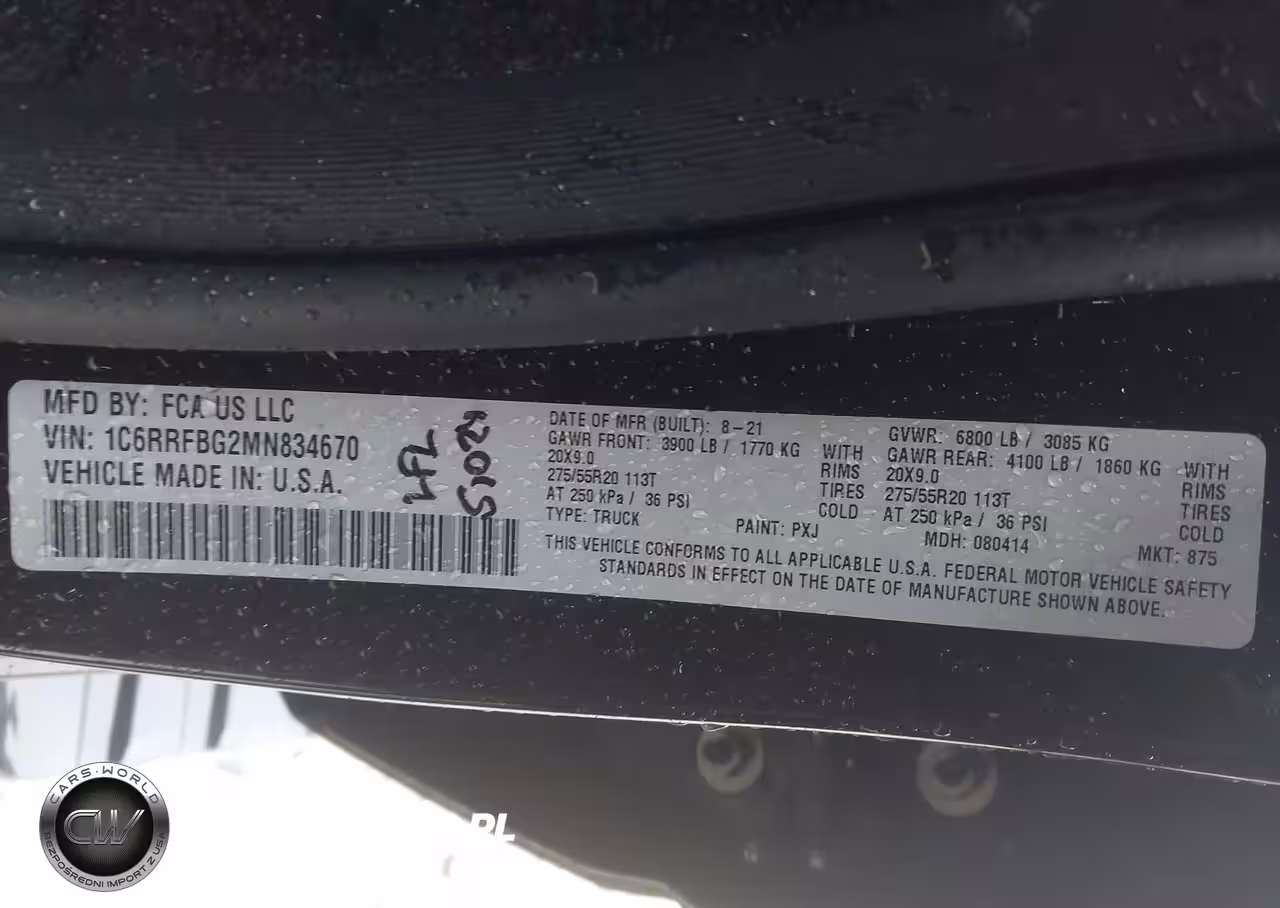 MFD BY: FCA US LLC
VIN: 1C6RRFBG2MN834670
VEHICLE MADE IN: U.S.A.
DATE OF MFR (BUILT): 8-21
GAWR FRONT: 3900 LB / 1770 KG WITH
20X9.0 RIMS
275/55R20 113T TIRES
AT 250 kPa / 36 PSI COLD
TYPE: TRUCK
PAINT: PXJ
GVWR: 6800 LB / 3085 KG
GAWR REAR: 4100 LB / 1860 KG WITH
20X9.0 RIMS
275/55R20 113T TIRES
AT 250 kPa / 36 PSI COLD
MDH: 080414
MKT: 875
THIS VEHICLE CONFORMS TO ALL APPLICABLE U.S.A. FEDERAL MOTOR VEHICLE SAFETY
STANDARDS IN EFFECT ON THE DATE OF MANUFACTURE SHOWN ABOVE.
CARS-WORLD
CW
BEZPOŚREDNI IMPORT Z USA
PL